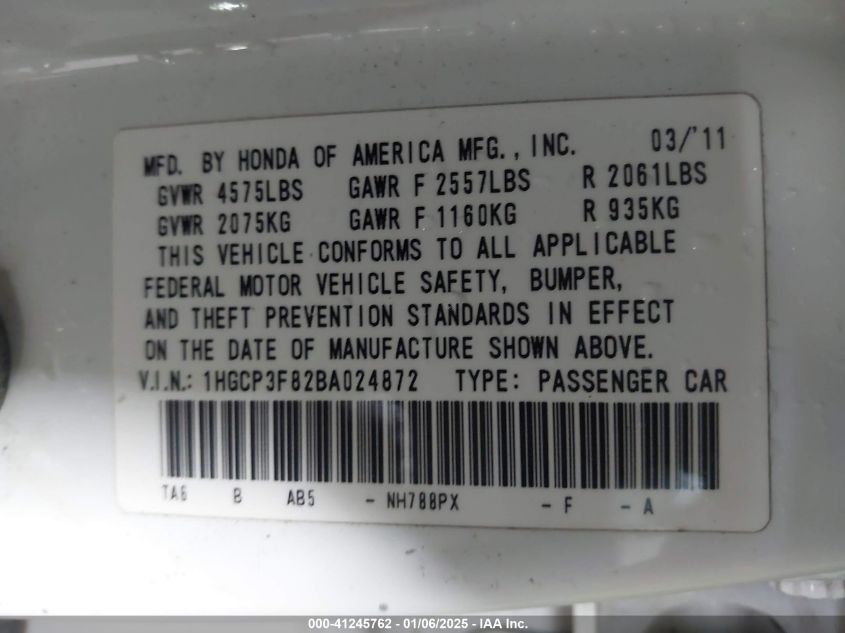 MFD. BY HONDA OF AMERICA MFG., INC. 03/'11
GVWR 4575LBS GAWR F 2557LBS R 2061LBS
GVWR 2075KG GAWR F 1160KG R 935KG
THIS VEHICLE CONFORMS TO ALL APPLICABLE
FEDERAL MOTOR VEHICLE SAFETY, BUMPER,
AND THEFT PREVENTION STANDARDS IN EFFECT
ON THE DATE OF MANUFACTURE SHOWN ABOVE.
V.I.N.: 1HGCP3F82BA024872 TYPE: PASSENGER CAR
TA6 B AB5 - NH788PX - F - A
000-41245762 - 01/06/2025 - IAA Inc.